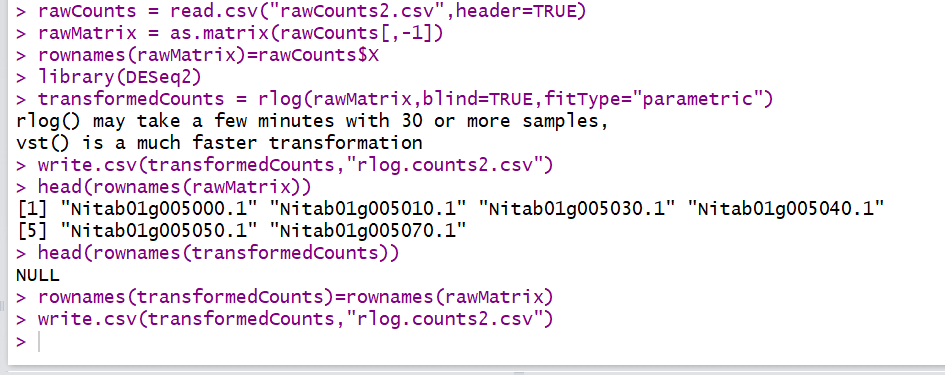 > rawCounts = read.csv("rawCounts2.csv",header=TRUE)
> rawMatrix = as.matrix(rawCounts[,-1])
> rownames(rawMatrix)=rawCounts$X
> library(DESeq2)
> transformedCounts = rlog(rawMatrix,blind=TRUE,fitType="parametric")
rlog() may take a few minutes with 30 or more samples,
vst() is a much faster transformation
> write.csv(transformedCounts,"rlog.counts2.csv")
> head(rownames(rawMatrix))
[1] "Nitab01g005000.1" "Nitab01g005010.1" "Nitab01g005030.1" "Nitab01g005040.1"
[5] "Nitab01g005050.1" "Nitab01g005070.1"
> head(rownames(transformedCounts))
NULL
> rownames(transformedCounts)=rownames(rawMatrix)
> write.csv(transformedCounts,"rlog.counts2.csv")
>